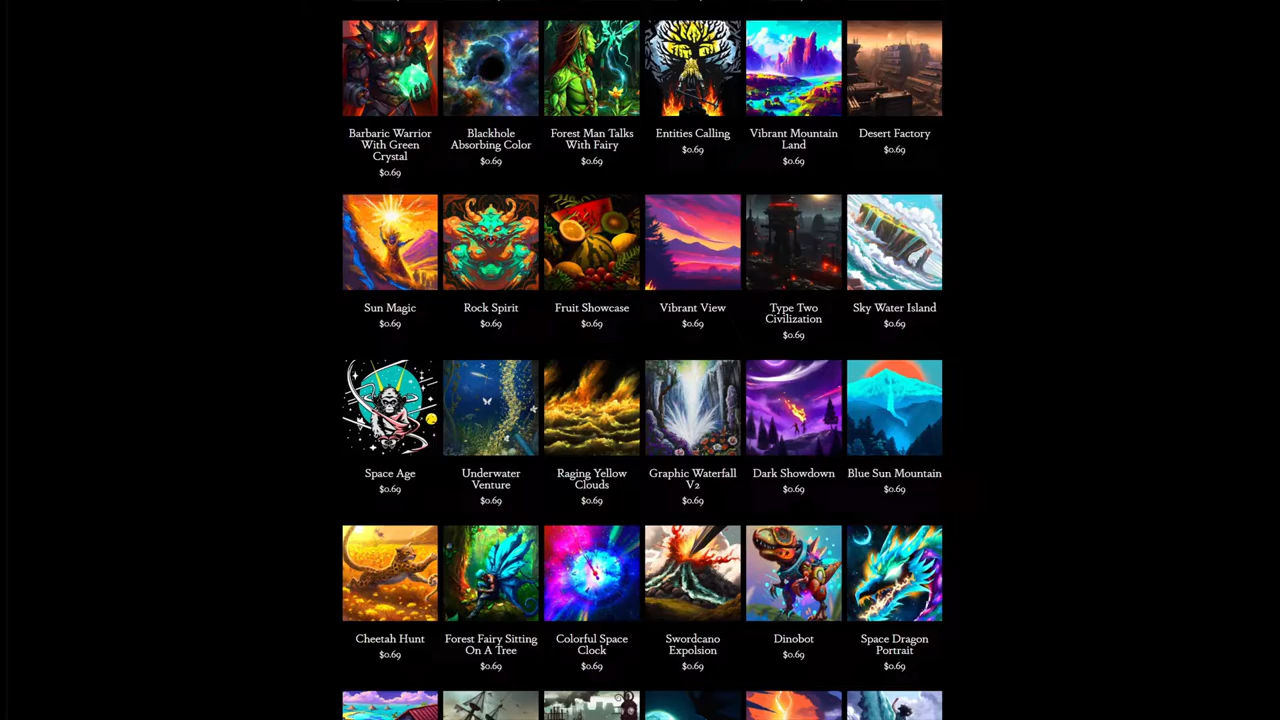 Barbaric Warrior
With Green
Crystal
$0.69
Blackhole
Absorbing Color
$0.69
Forest Man Talks
With Fairy
$0.69
Entities Calling
$0.69
Vibrant Mountain
Land
$0.69
Desert Factory
$0.69
Sun Magic
$0.69
Rock Spirit
$0.69
Fruit Showcase
$0.69
Vibrant View
$0.69
Type Two
Civilization
$0.69
Sky Water Island
$0.69
Space Age
$0.69
Underwater
Venture
$0.69
Raging Yellow
Clouds
$0.69
Graphic Waterfall
V2
$0.69
Dark Showdown
$0.69
Blue Sun Mountain
$0.69
Cheetah Hunt
$0.69
Forest Fairy Sitting
On A Tree
$0.69
Colorful Space
Clock
$0.69
Swordcano
Expolsion
$0.69
Dinobot
$0.69
Space Dragon
Portrait
$0.69